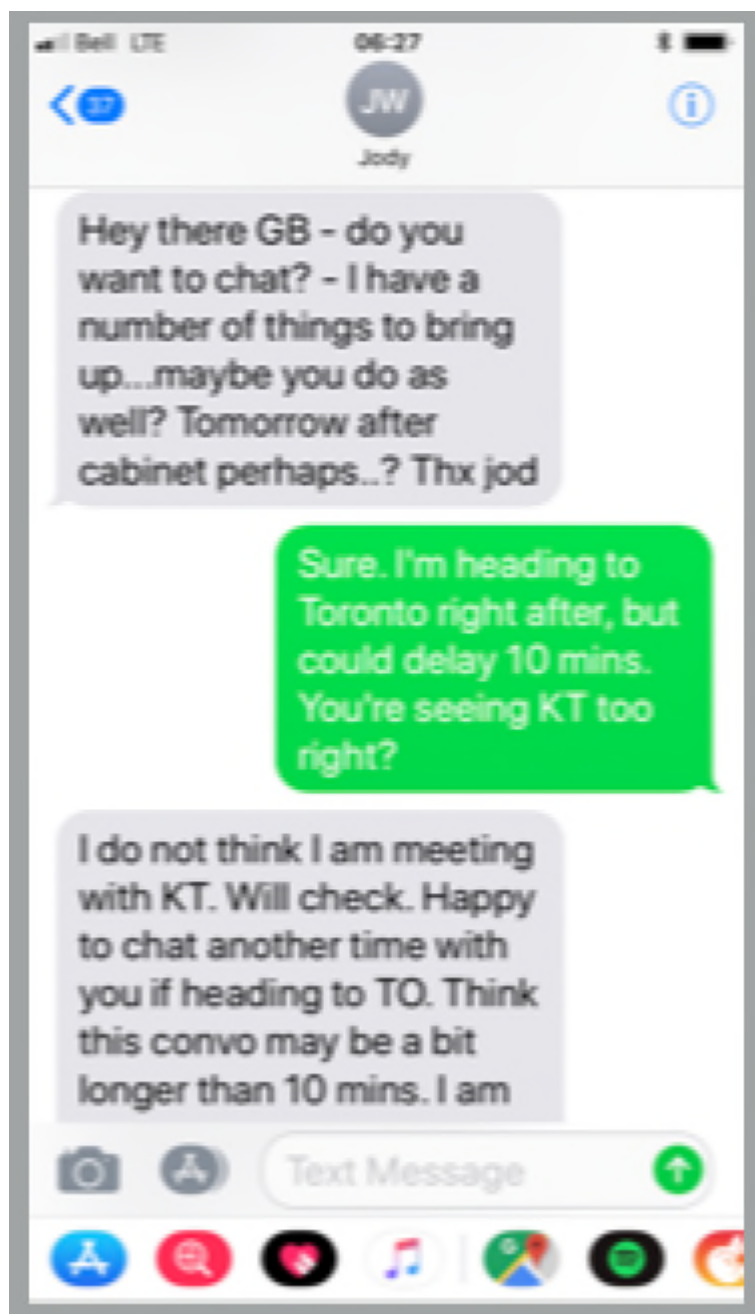 Bell LTE
06:27
37
JW
Jody
Hey there GB - do you
want to chat? - I have a
number of things to bring
up...maybe you do as
well? Tomorrow after
cabinet perhaps..? Thx jod
Sure. I'm heading to
Toronto right after, but
could delay 10 mins.
You're seeing KT too
right?
I do not think I am meeting
with KT. Will check. Happy
to chat another time with
you if heading to TO. Think
this convo may be a bit
longer than 10 mins. I am
Text Message